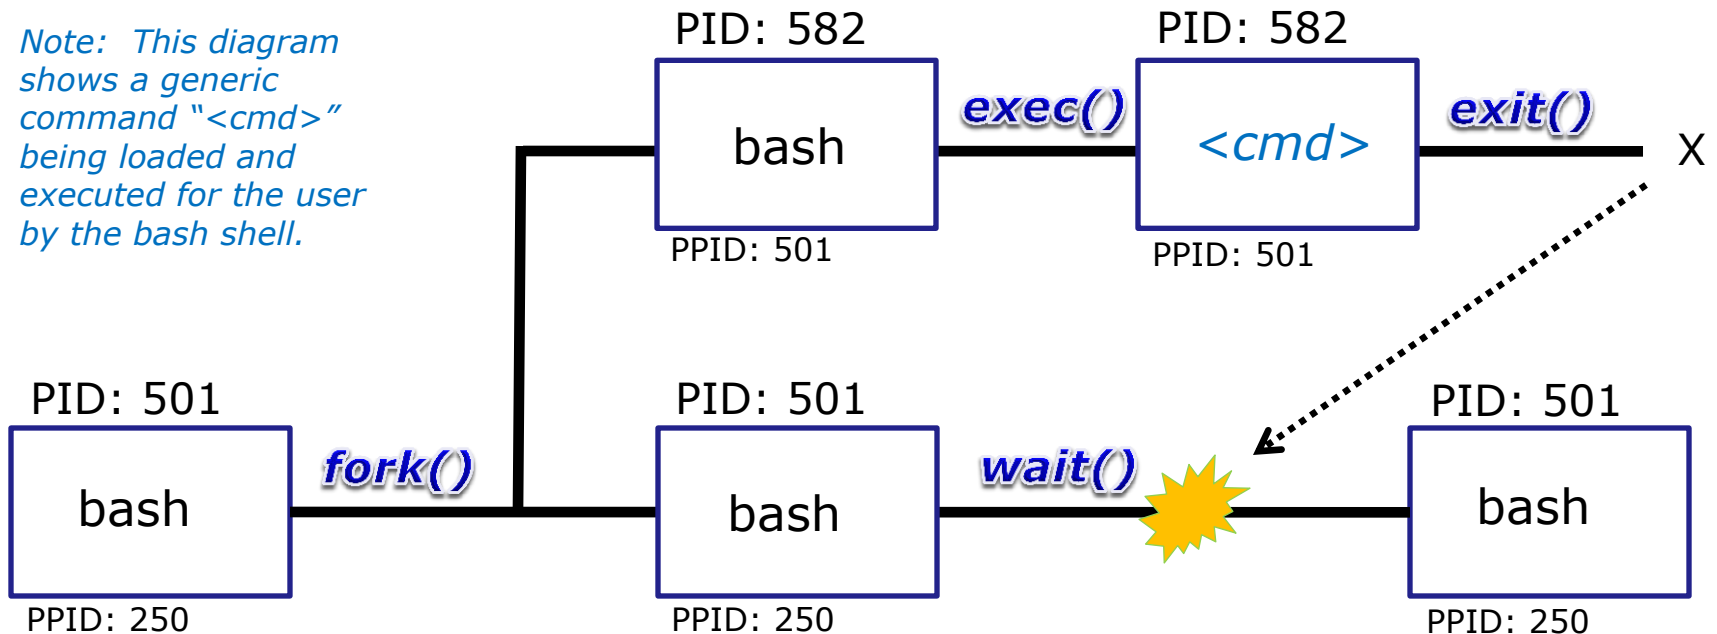 Note:  This diagram
shows a generic
command “<cmd>”
being loaded and
executed for the user
by the bash shell.
PID: 582
bash
PPID: 501
exec()
PID: 582
<cmd>
PPID: 501
exit()
X
PID: 501
bash
PPID: 250
fork()
PID: 501
bash
PPID: 250
wait()
PID: 501
bash
PPID: 250